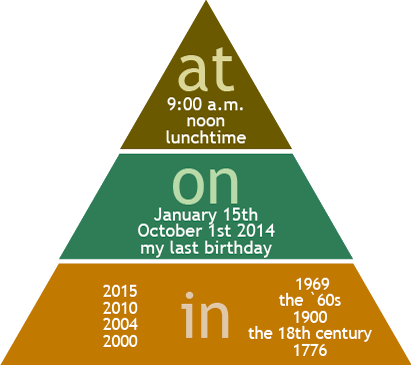 at
9:00 a.m.
noon
lunchtime
on
January 15th
October 1st 2014
my last birthday
in
2015
2010
2004
2000
1969
the `60s
1900
the 18th century
1776